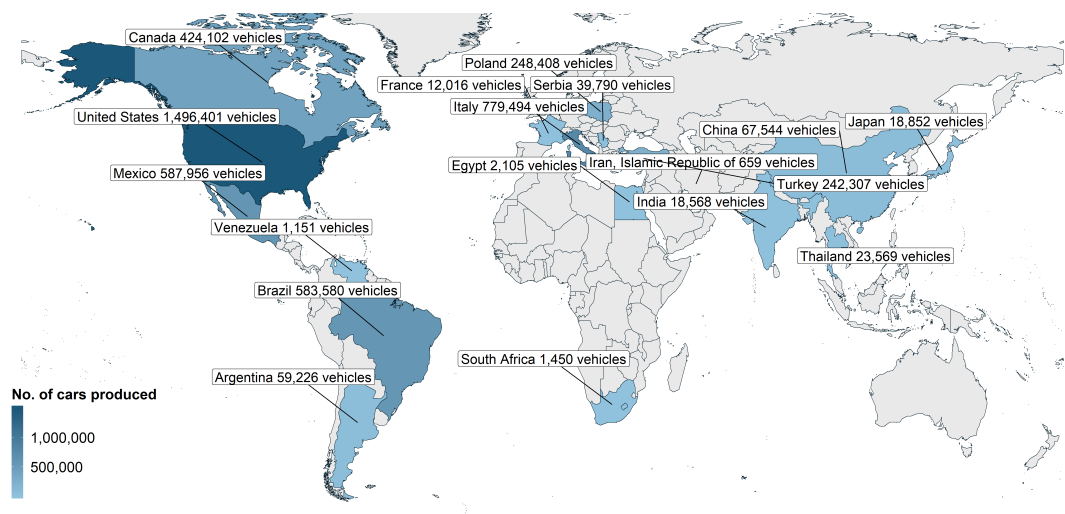 Canada 424,102 vehicles
Poland 248,408 vehicles
France 12,016 vehicles
Serbia 39,790 vehicles
Italy 779,494 vehicles
United States 1,496,401 vehicles
Japan 18,852 vehicles
China 67,544 vehicles
Egypt 2,105 vehicles
Iran, Islamic Republic of 659 vehicles
Mexico 587,956 vehicles
Turkey 242,307 vehicles
India 18,568 vehicles
Venezuela 1,151 vehicles
Thailand 23,569 vehicles
Brazil 583,580 vehicles
South Africa 1,450 vehicles
Argentina 59,226 vehicles
No. of cars produced
1,000,000
500,000